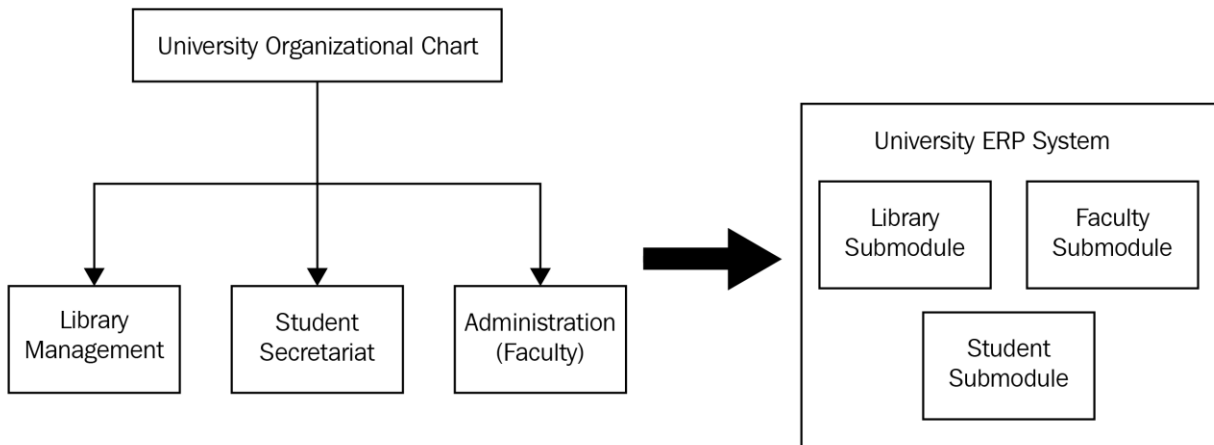 University Organizational Chart
Library
Management
Student
Secretariat
Administration
(Faculty)
University ERP System
Library
Submodule
Faculty
Submodule
Student
Submodule